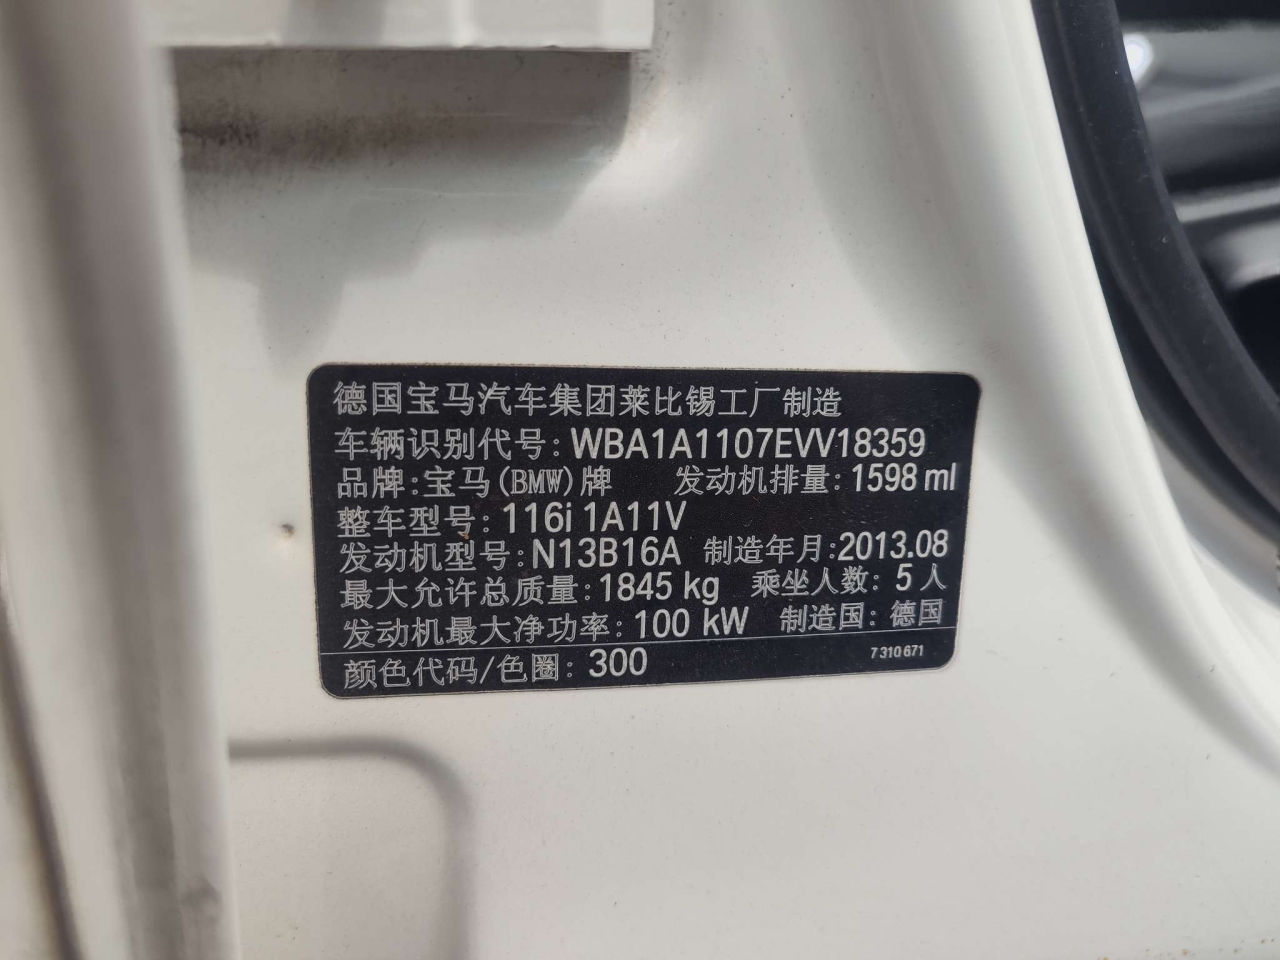 德国宝马汽车集团莱比锡工厂制造
车辆识别代号: WBA1A1107EVV18359
品牌:宝马(BMW)牌 发动机排量: 1598 ml
整车型号: 116i 1A11V
发动机型号: N13B16A 制造年月:2013.08
最大允许总质量: 1845 kg 乘坐人数: 5 人
发动机最大净功率: 100 kW 制造国: 德国
颜色代码/色圈: 300 7 310 671